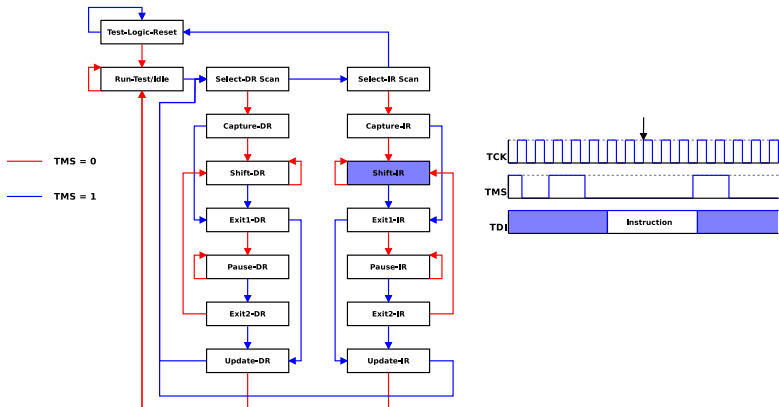 Test-Logic-Reset
Run-Test/Idle
Select-DR Scan
Select-IR Scan
Capture-DR
Capture-IR
TMS = 0
Shift-DR
Shift-IR
TMS = 1
Exit1-DR
Exit1-IR
Pause-DR
Pause-IR
Exit2-DR
Exit2-IR
Update-DR
Update-IR
TCK
TMS
TDI
Instruction